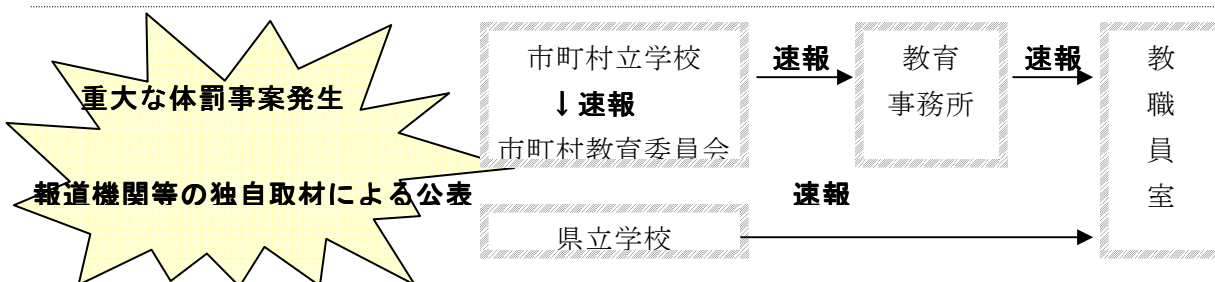 重大な体罰事案発生
報道機関等の独自取材による公表
市町村立学校
↓速報
市町村教育委員会
速報
教育
事務所
速報
教
職
員
室
県立学校
速報